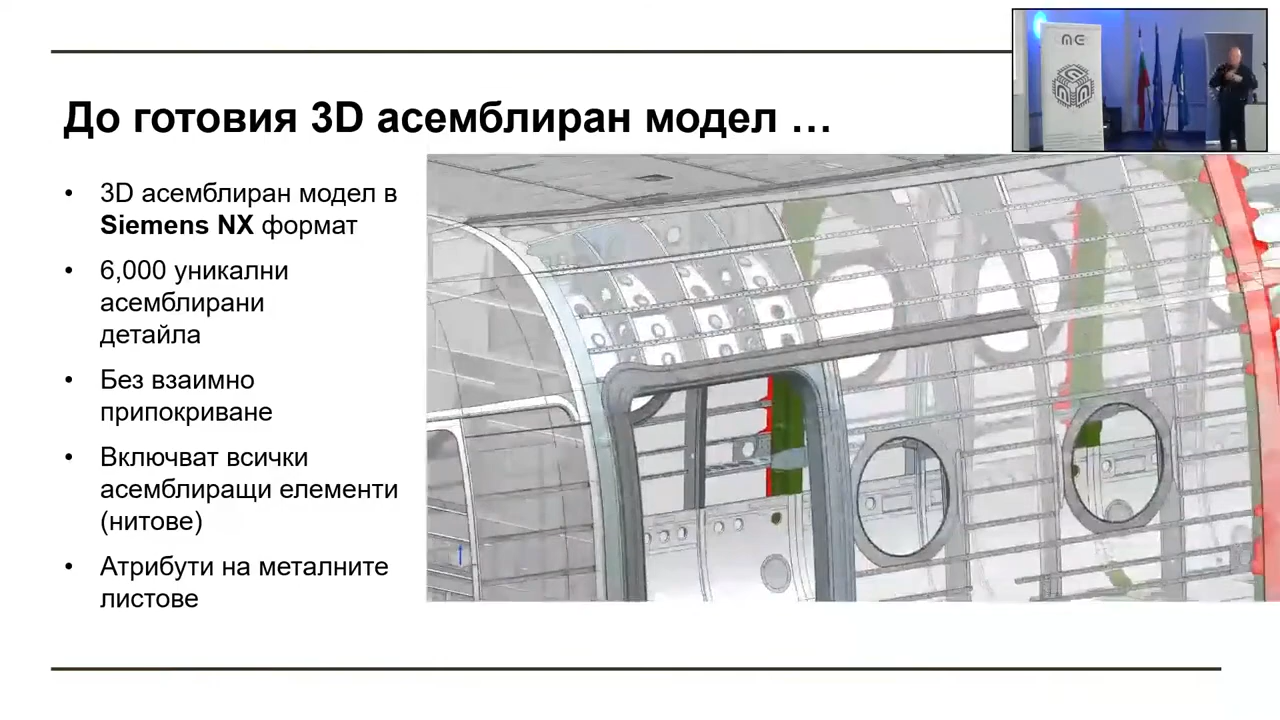 До готовия 3D асемблиран модел …
• 3D асемблиран модел в
Siemens NX формат
• 6,000 уникални
асемблирани
детайла
• Без взаимно
припокриване
• Включват всички
асемблиращи елементи
(нитове)
• Атрибути на металните
листове